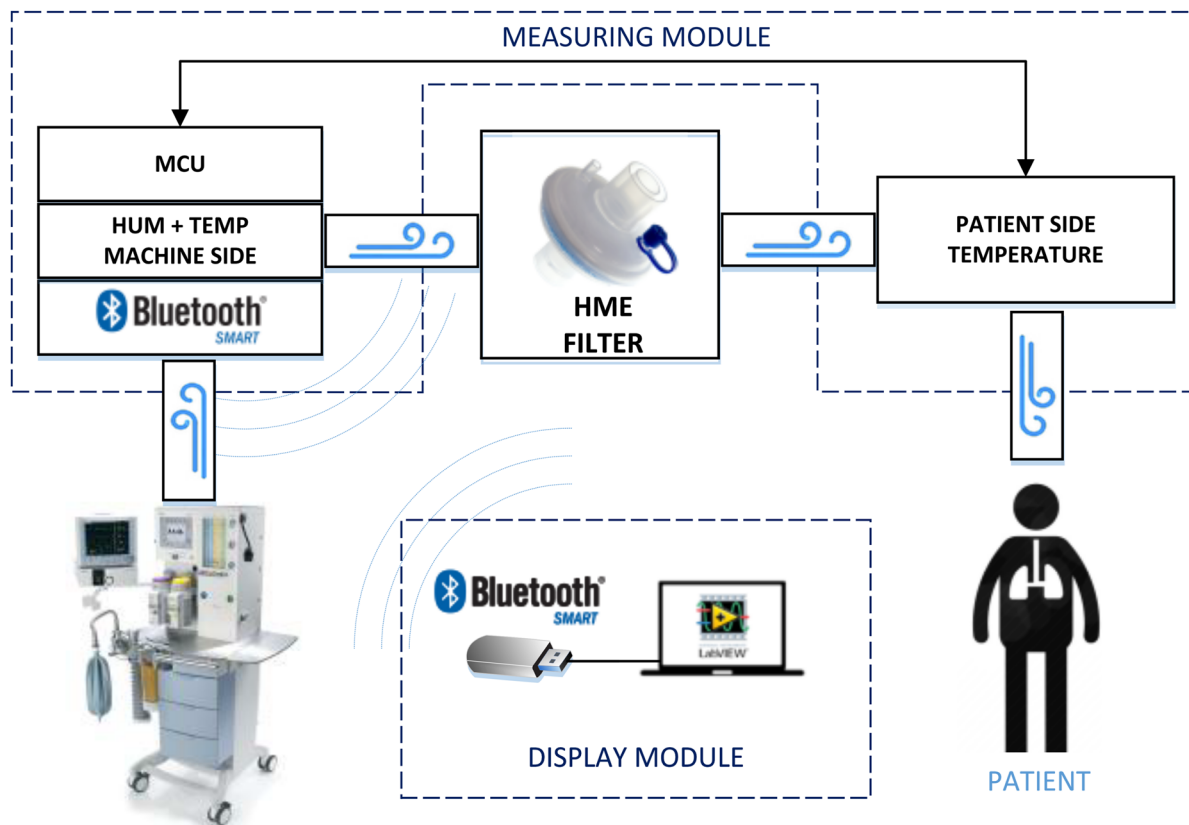 MEASURING MODULE
MCU
HUM + TEMP
MACHINE SIDE
Bluetooth®
SMART
HME
FILTER
PATIENT SIDE
TEMPERATURE
Bluetooth®
SMART
LabVIEW™
DISPLAY MODULE
PATIENT